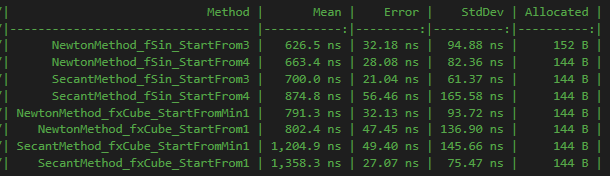 /| Method | Mean | Error | StdDev | Allocated |
/|-------------------------------- |-----------:|---------:|----------:|----------:|
/| NewtonMethod_fSin_StartFrom3 | 626.5 ns | 32.18 ns | 94.88 ns | 152 B |
/| NewtonMethod_fSin_StartFrom4 | 663.4 ns | 28.08 ns | 82.36 ns | 144 B |
/| SecantMethod_fSin_StartFrom3 | 700.0 ns | 21.04 ns | 61.37 ns | 144 B |
/| SecantMethod_fSin_StartFrom4 | 874.8 ns | 56.46 ns | 165.58 ns | 144 B |
/| NewtonMethod_fxCube_StartFromMin1 | 791.3 ns | 32.13 ns | 93.72 ns | 144 B |
/| NewtonMethod_fxCube_StartFrom1 | 802.4 ns | 47.45 ns | 136.90 ns | 144 B |
/| SecantMethod_fxCube_StartFromMin1 | 1,204.9 ns | 49.40 ns | 145.66 ns | 144 B |
/| SecantMethod_fxCube_StartFrom1 | 1,358.3 ns | 27.07 ns | 75.47 ns | 144 B |